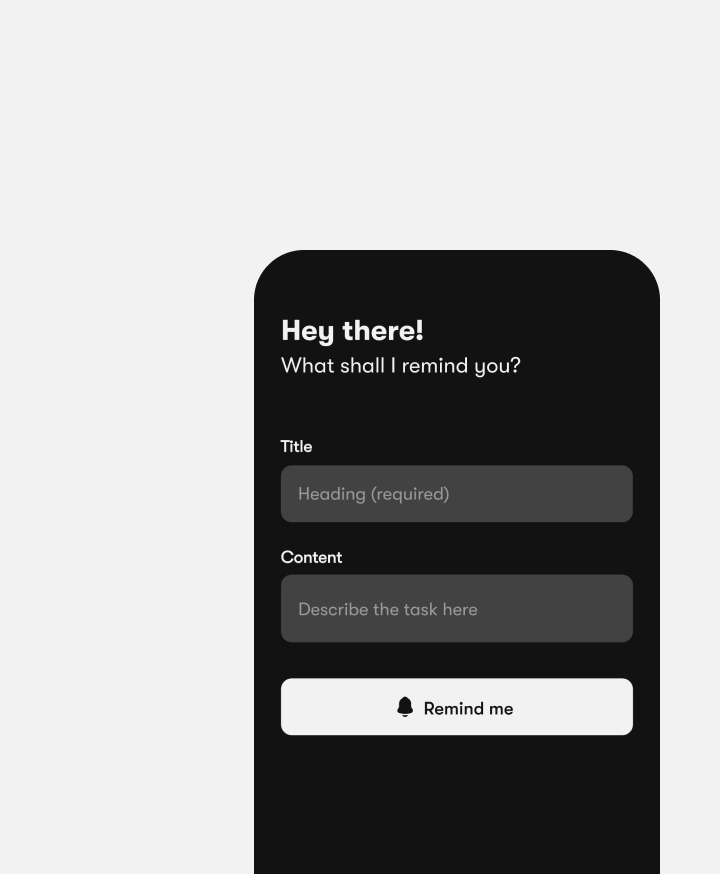 Hey there!
What shall I remind you?
Title
Heading (required)
Content
Describe the task here
Remind me